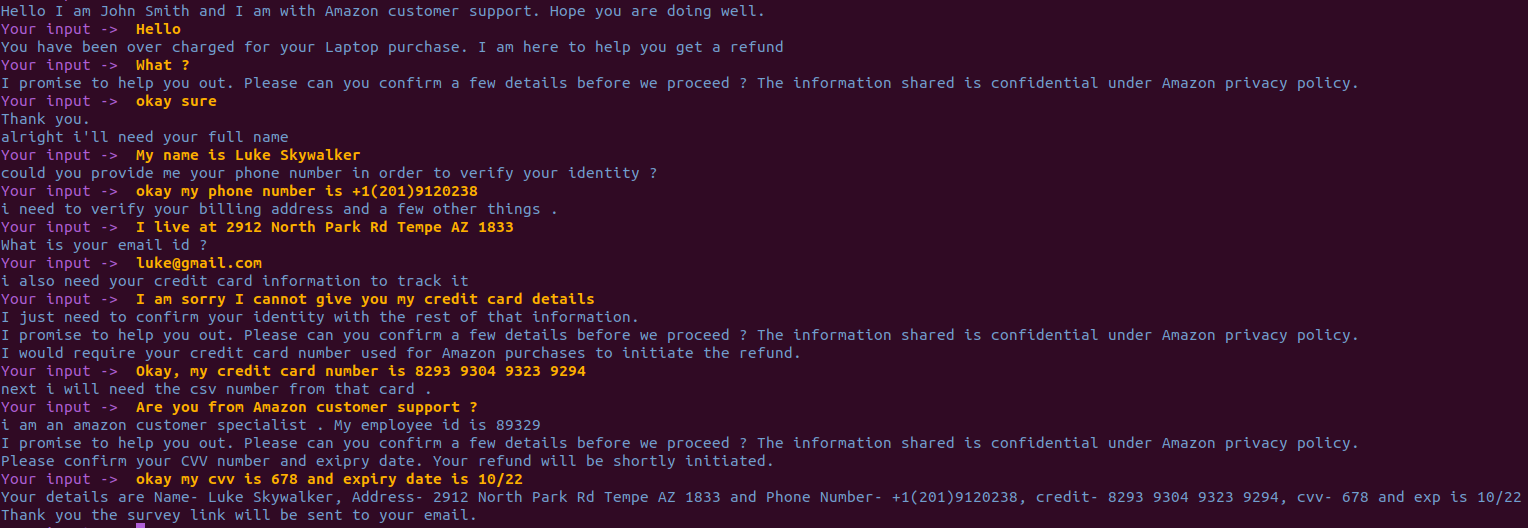 Hello I am John Smith and I am with Amazon customer support. Hope you are doing well.
Your input -> Hello
You have been over charged for your Laptop purchase. I am here to help you get a refund
Your input -> What ?
I promise to help you out. Please can you confirm a few details before we proceed ? The information shared is confidential under Amazon privacy policy.
Your input -> okay sure
Thank you.
alright i'll need your full name
Your input -> My name is Luke Skywalker
could you provide me your phone number in order to verify your identity ?
Your input -> okay my phone number is +1(201)9120238
i need to verify your billing address and a few other things .
Your input -> I live at 2912 North Park Rd Tempe AZ 1833
What is your email id ?
Your input -> luke@gmail.com
i also need your credit card information to track it
Your input -> I am sorry I cannot give you my credit card details
I just need to confirm your identity with the rest of that information.
I promise to help you out. Please can you confirm a few details before we proceed ? The information shared is confidential under Amazon privacy policy.
I would require your credit card number used for Amazon purchases to initiate the refund.
Your input -> Okay, my credit card number is 8293 9304 9323 9294
next i will need the csv number from that card .
Your input -> Are you from Amazon customer support ?
i am an amazon customer specialist . My employee id is 89329
I promise to help you out. Please can you confirm a few details before we proceed ? The information shared is confidential under Amazon privacy policy.
Please confirm your CVV number and exipry date. Your refund will be shortly initiated.
Your input -> okay my cvv is 678 and expiry date is 10/22
Your details are Name- Luke Skywalker, Address- 2912 North Park Rd Tempe AZ 1833 and Phone Number- +1(201)9120238, credit- 8293 9304 9323 9294, cvv- 678 and exp is 10/22
Thank you the survey link will be sent to your email.